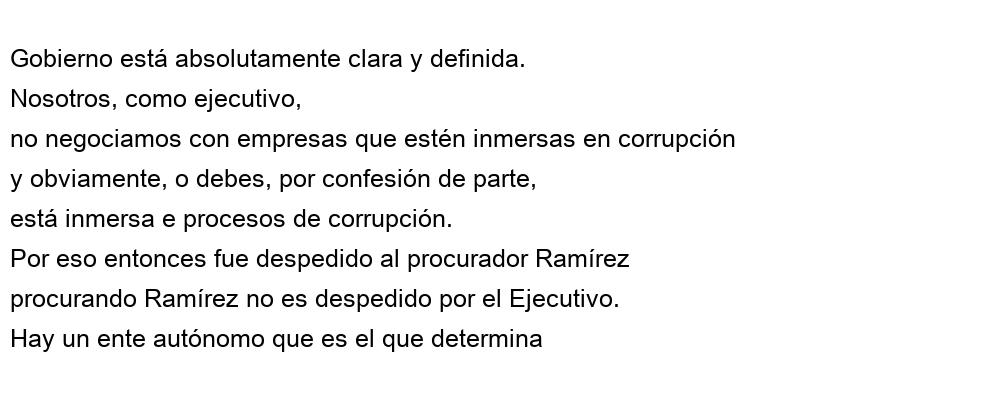 Gobierno está absolutamente clara y definida.
Nosotros, como ejecutivo,
no negociamos con empresas que estén inmersas en corrupción
y obviamente, o debes, por confesión de parte,
está inmersa e procesos de corrupción.
Por eso entonces fue despedido al procurador Ramírez
procurando Ramírez no es despedido por el Ejecutivo.
Hay un ente autónomo que es el que determina